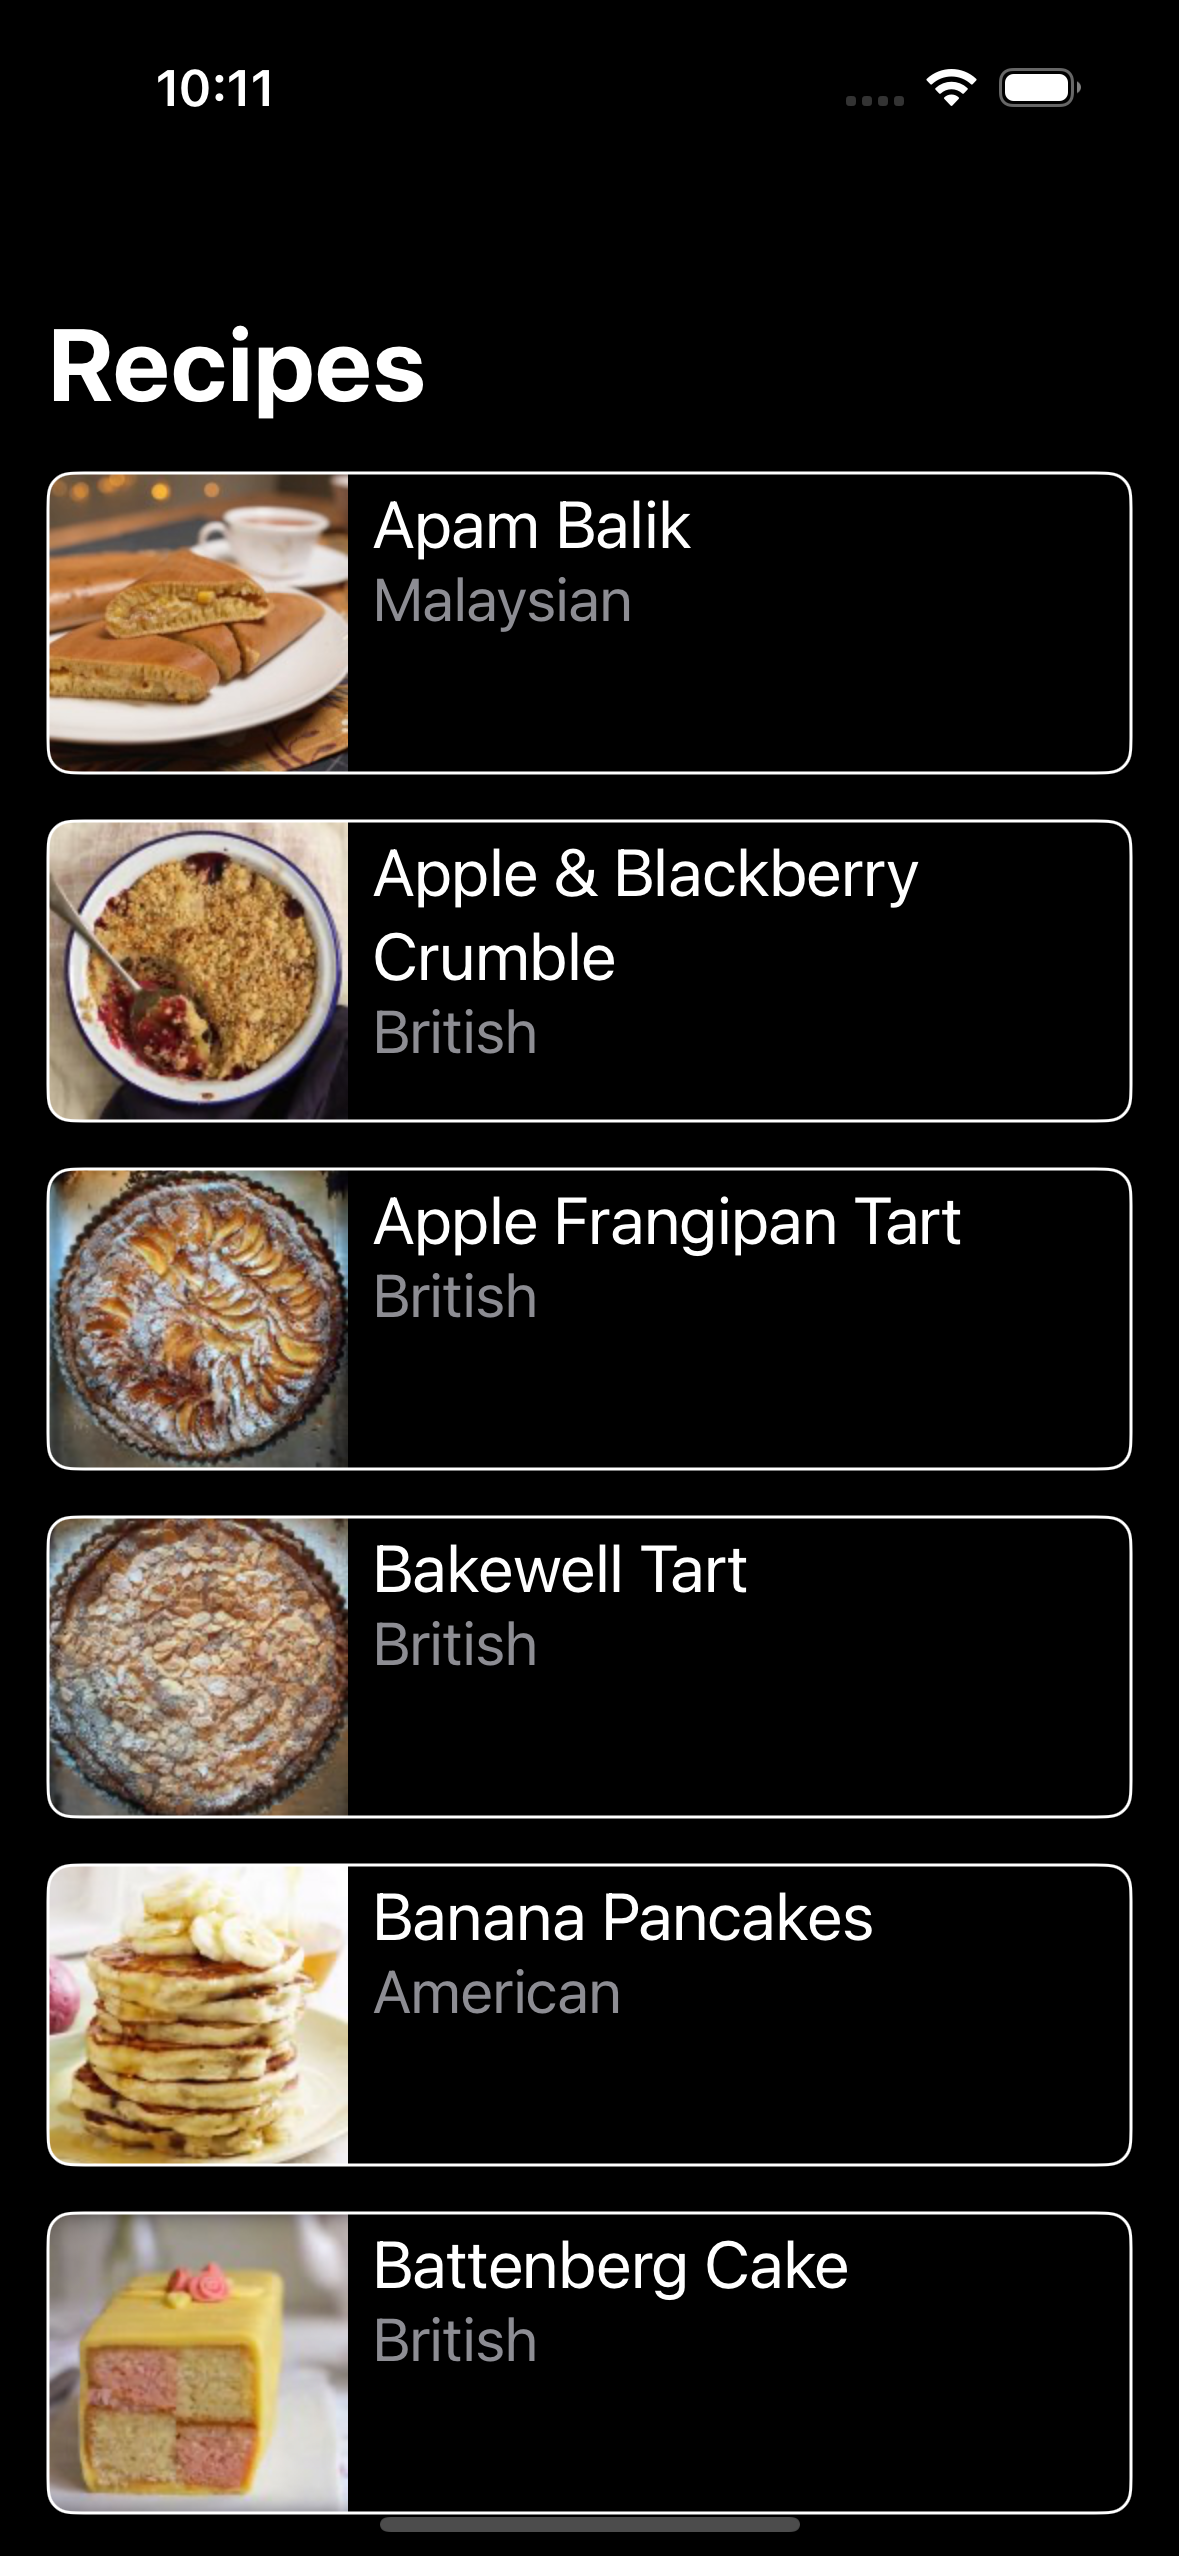 10:11
Recipes
Apam Balik
Malaysian
Apple & Blackberry
Crumble
British
Apple Frangipan Tart
British
Bakewell Tart
British
Banana Pancakes
American
Battenberg Cake
British